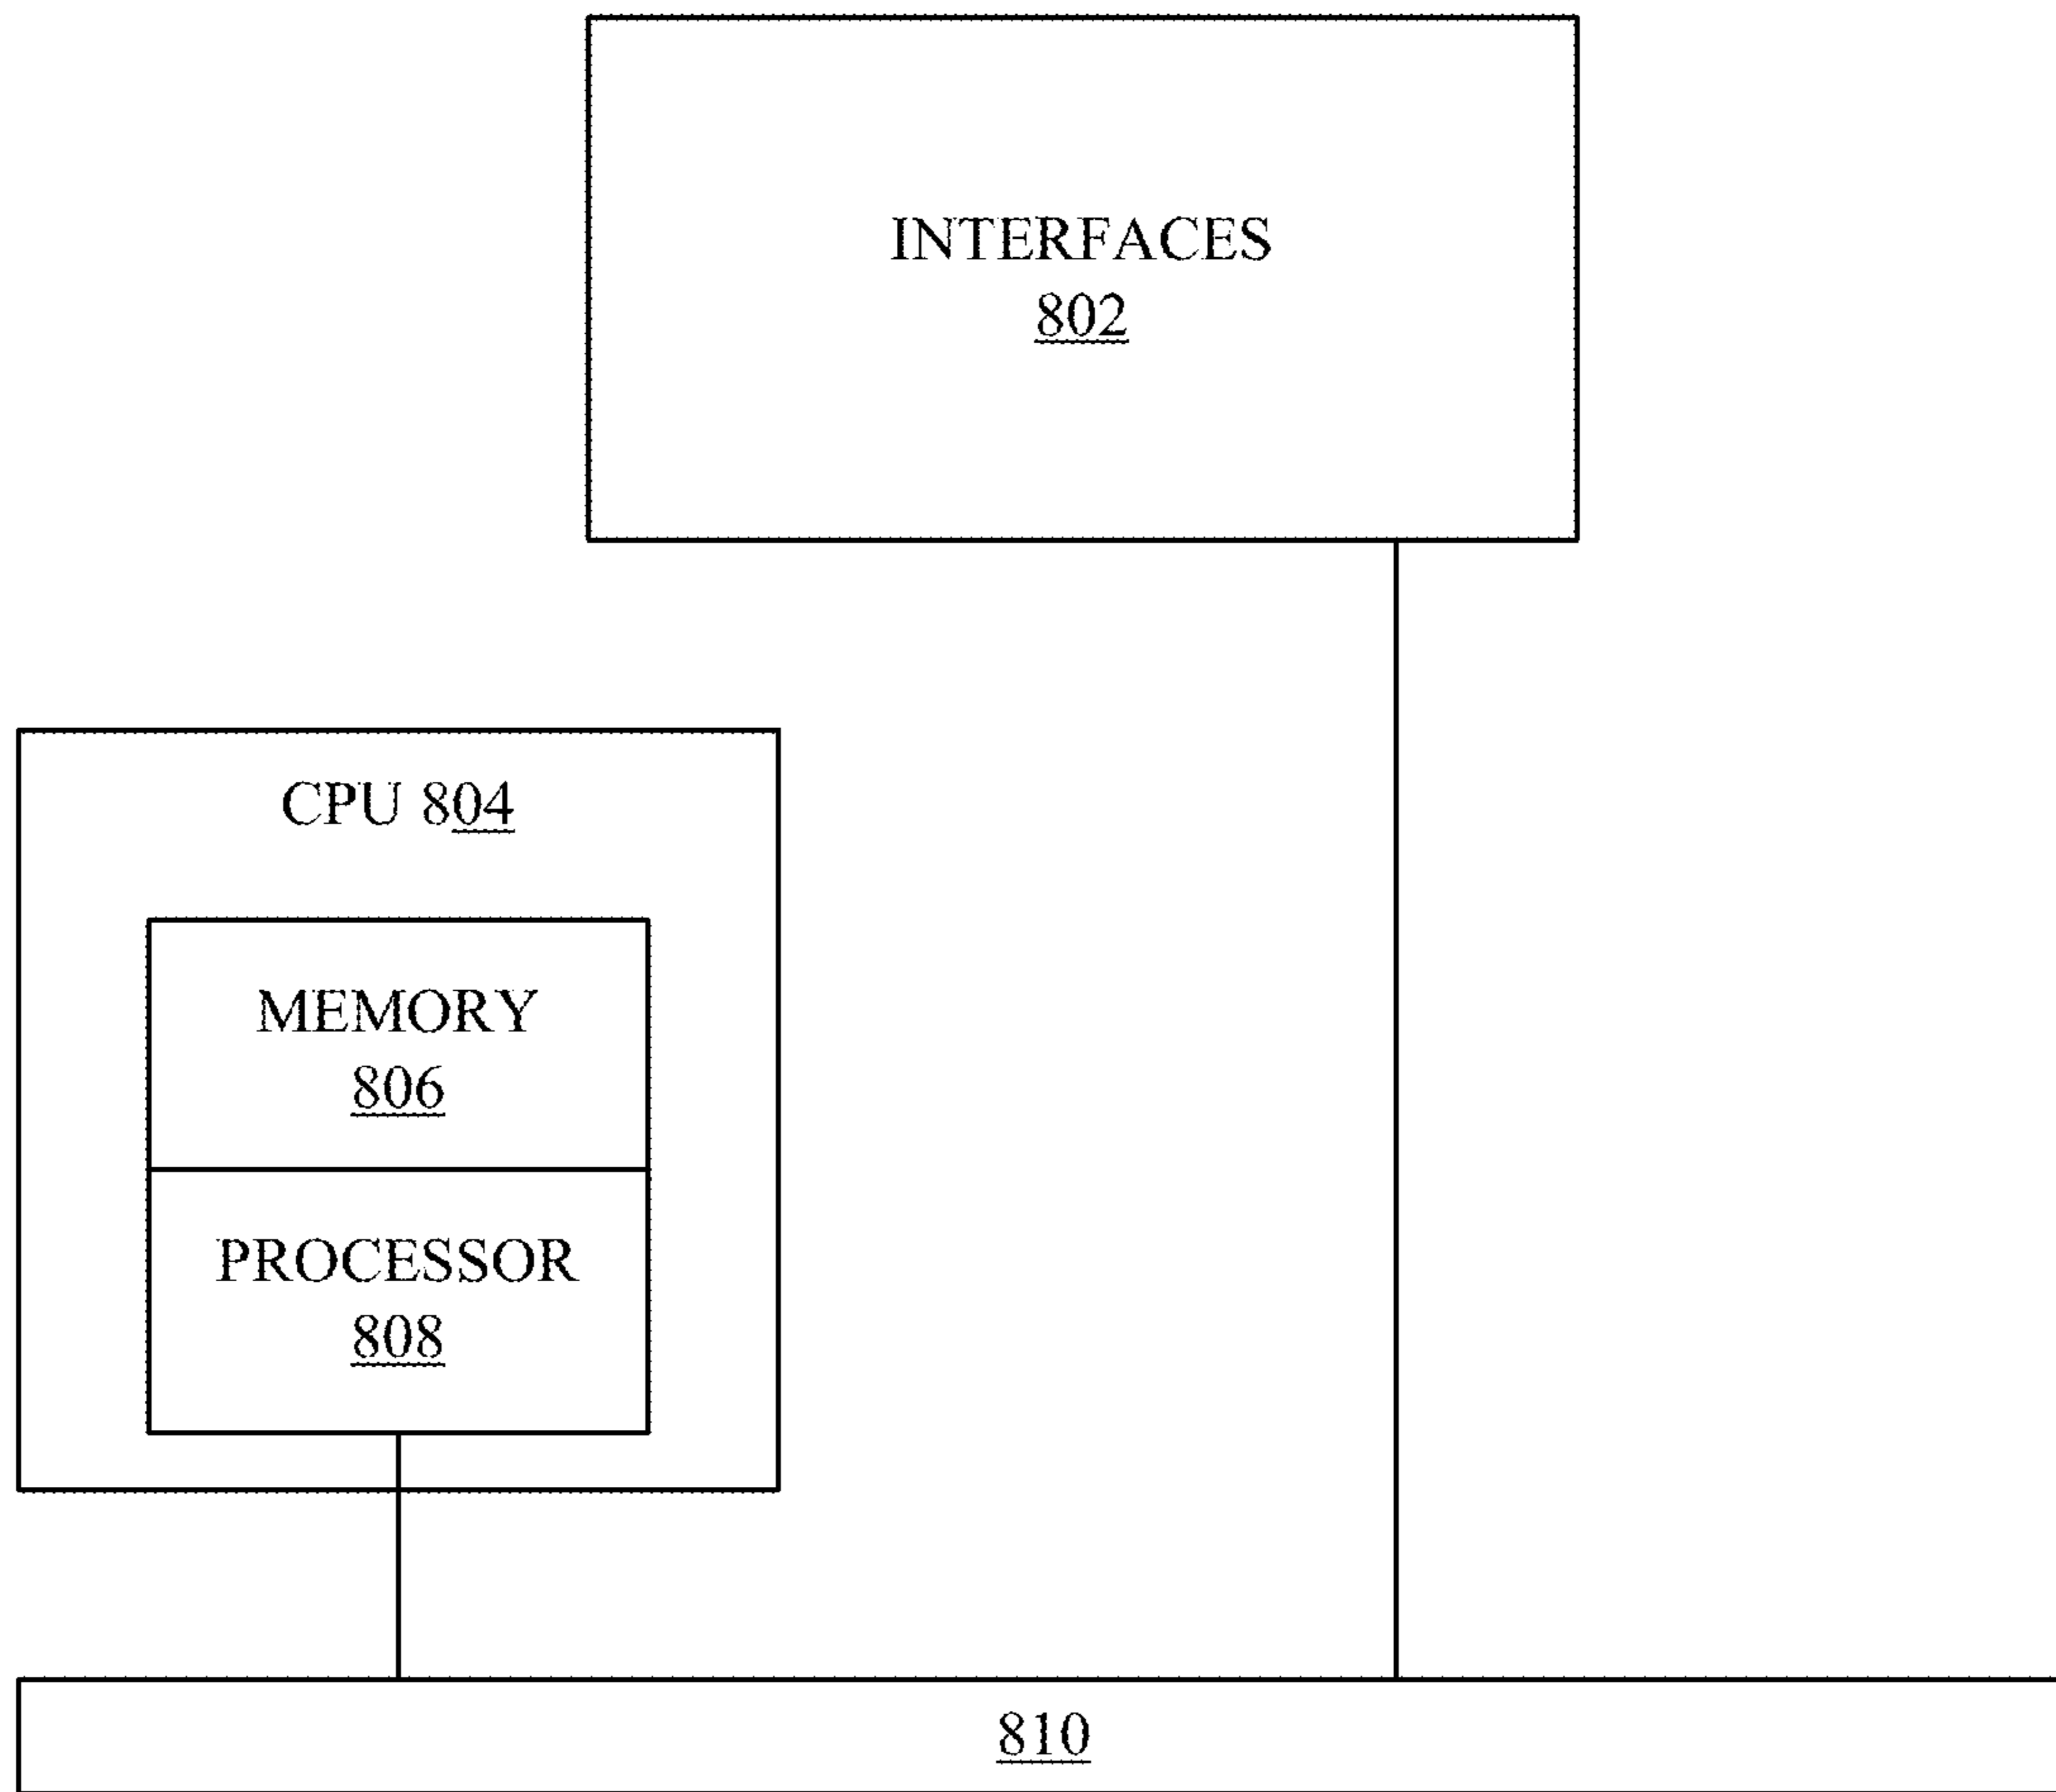 INTERFACES
802
CPU 804
MEMORY
806
PROCESSOR
808
810